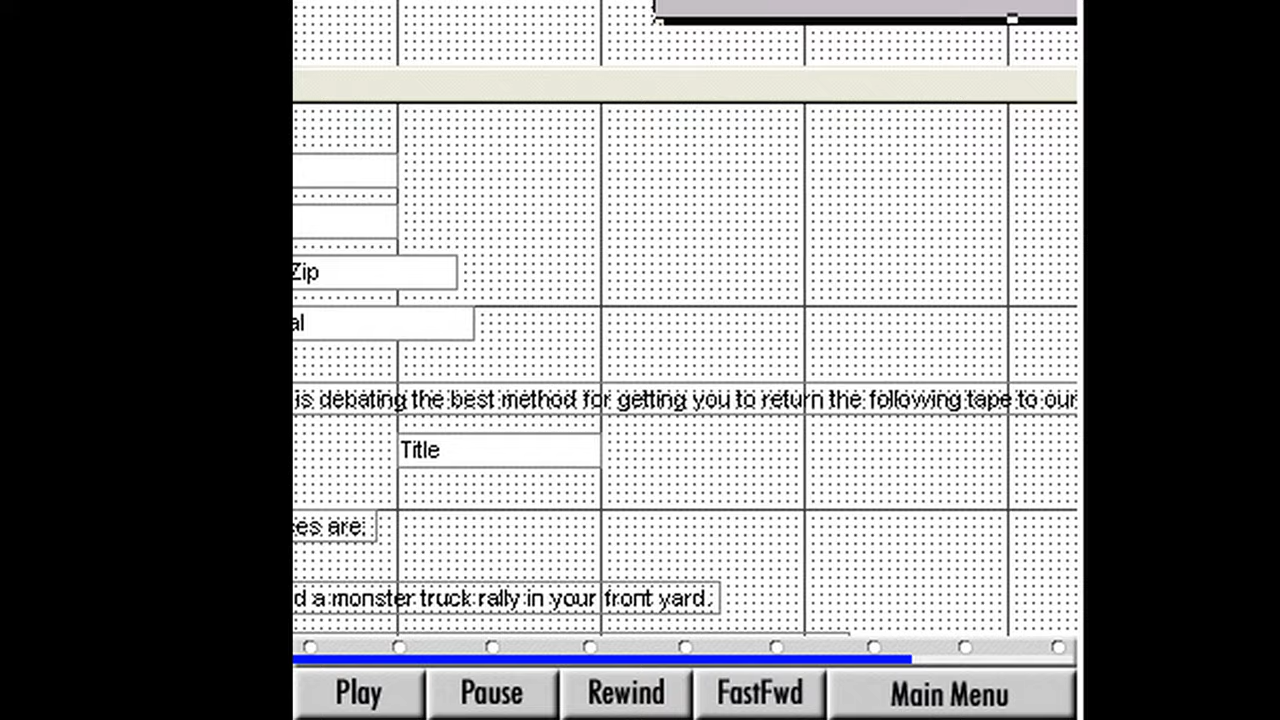 Zip
al
is debating the best method for getting you to return the following tape to our
Title
es are:
d a monster truck rally in your front yard.
Play Pause Rewind FastFwd Main Menu